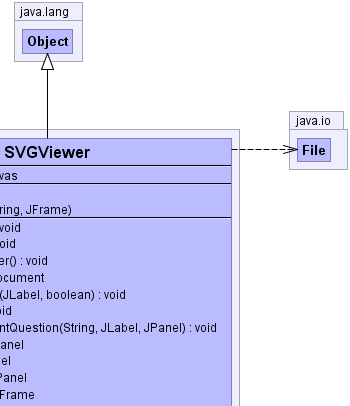 java.lang
Object
java.io
File
SVGViewer
vas
ring, JFrame)
void
oid
er() : void
ocument
(JLabel, boolean) : void
oid
ntQuestion(String, JLabel, JPanel) : void
anel
el
Panel
Frame